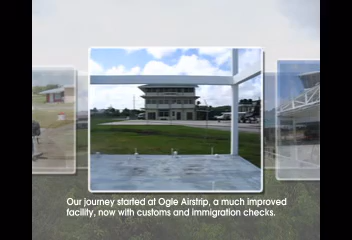 Our journey started at Ogle Airstrip, a much improved
facility, now with customs and immigration checks.